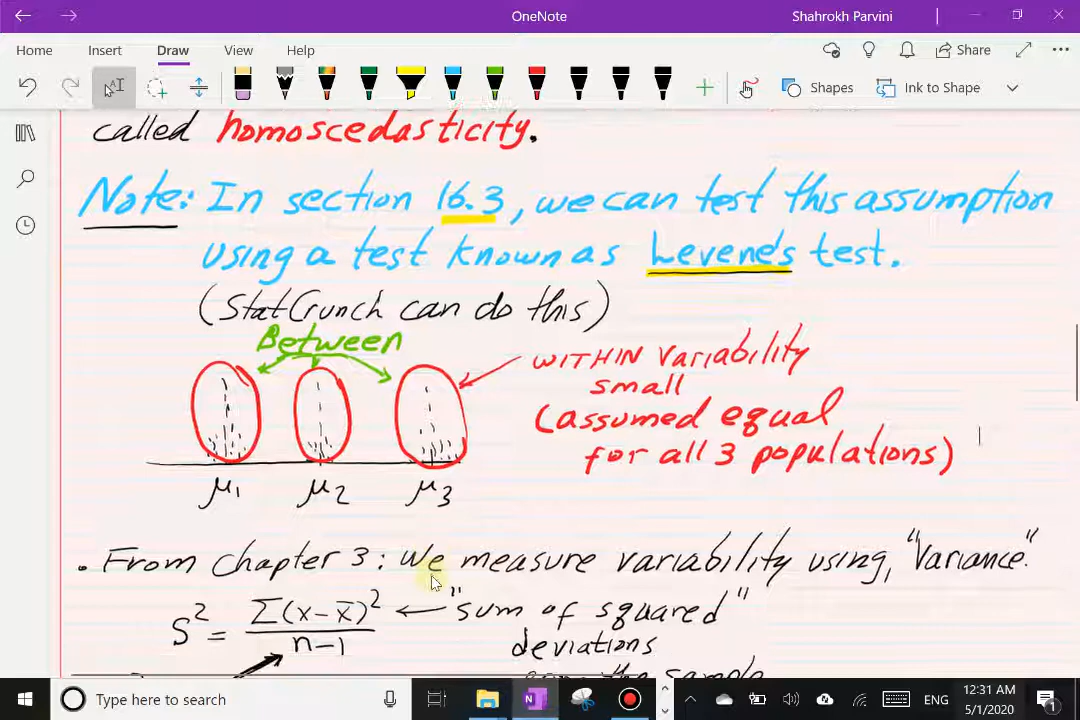 OneNote
Shahrokh Parvini
Home Insert Draw View Help
Share
Shapes
Ink to Shape
called homoscedasticity.
Note: In section 16.3, we can test this assumption
using a test known as Levene's test.
(StatCrunch can do this)
Between
WITHIN Variability
small
(assumed equal
for all 3 populations)
μ1 μ2 μ3
. From chapter 3: We measure variability using, "Variance."
S² = Σ(x-x̄)² ← "sum of squared"
n-1
deviations
Type here to search
ENG
12:31 AM
5/1/2020
1